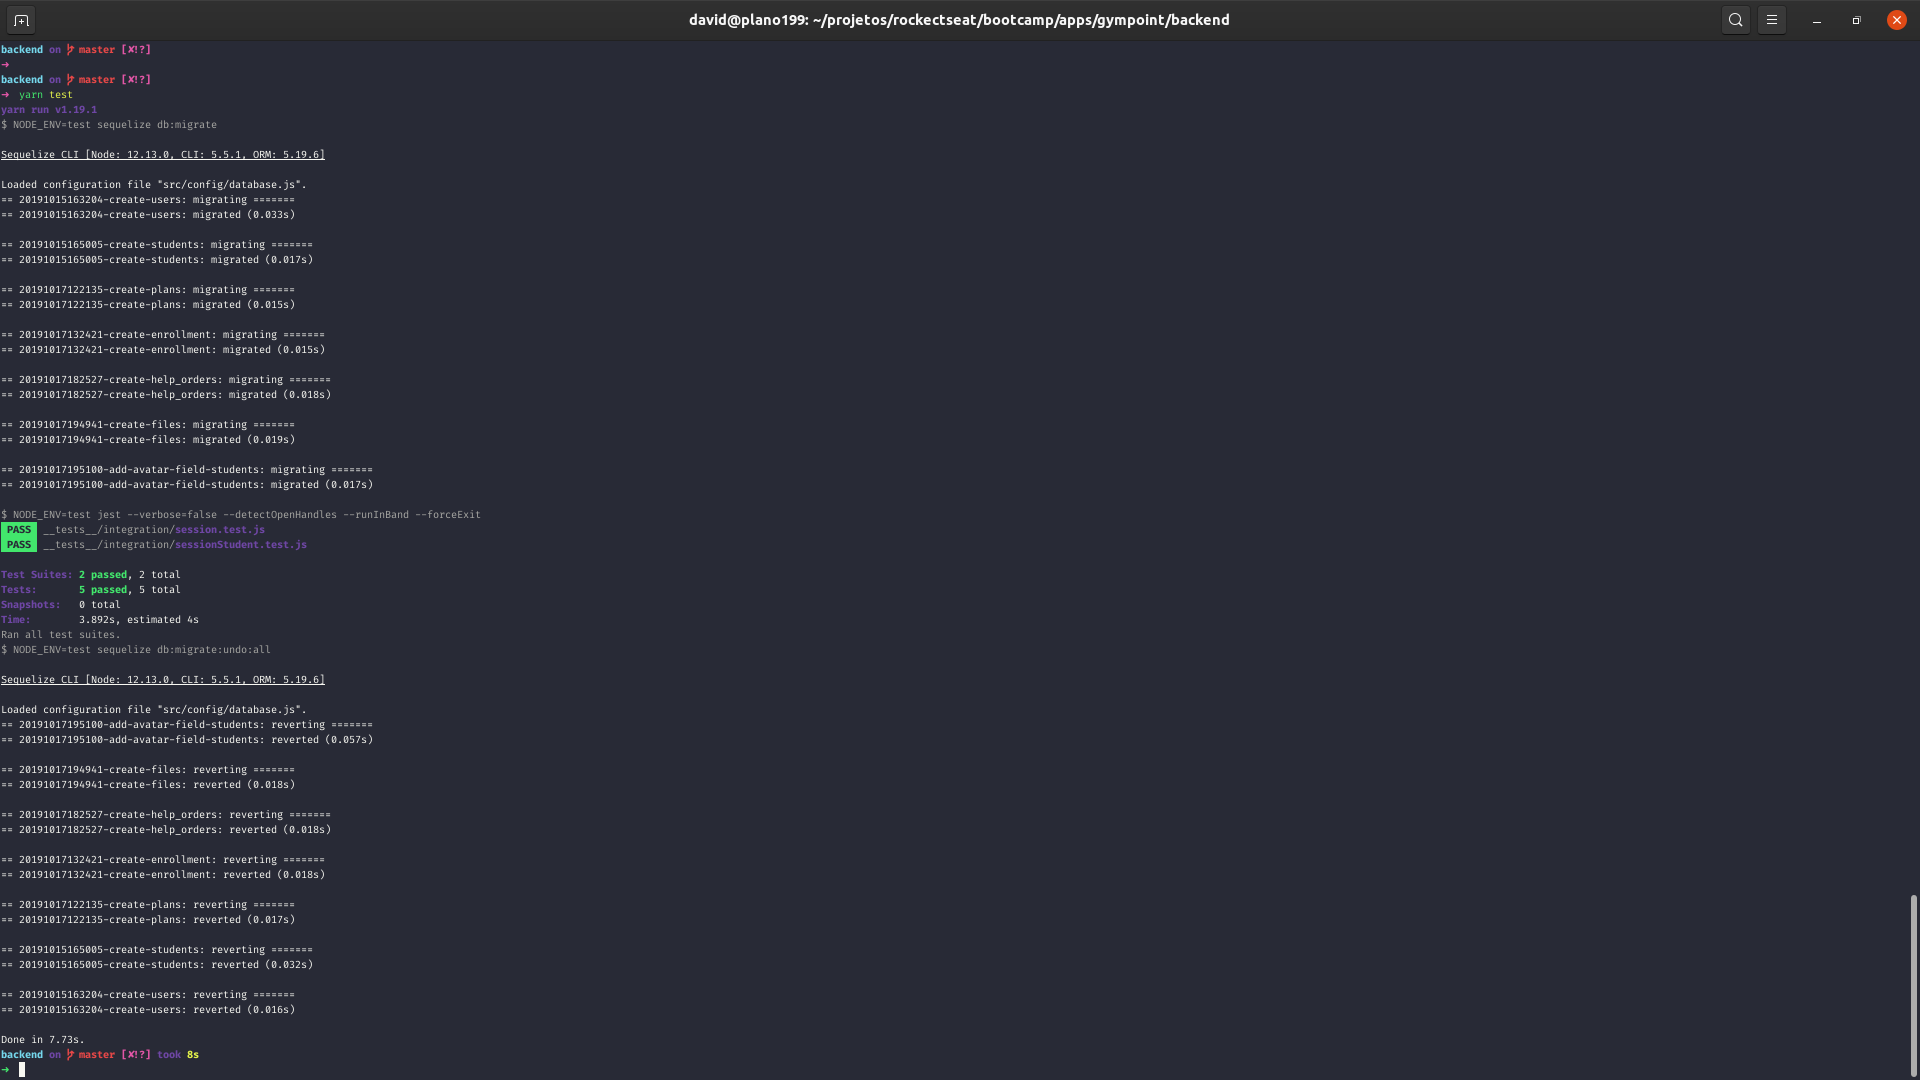 david@plano199: ~/projetos/rockectseat/bootcamp/apps/gympoint/backend
backend on master [✘!?]
➜
backend on master [✘!?]
➜ yarn test
yarn run v1.19.1
$ NODE_ENV=test sequelize db:migrate
Sequelize CLI [Node: 12.13.0, CLI: 5.5.1, ORM: 5.19.6]
Loaded configuration file "src/config/database.js".
== 20191015163204-create-users: migrating =======
== 20191015163204-create-users: migrated (0.033s)
== 20191015165005-create-students: migrating =======
== 20191015165005-create-students: migrated (0.017s)
== 20191017122135-create-plans: migrating =======
== 20191017122135-create-plans: migrated (0.015s)
== 20191017132421-create-enrollment: migrating =======
== 20191017132421-create-enrollment: migrated (0.015s)
== 20191017182527-create-help_orders: migrating =======
== 20191017182527-create-help_orders: migrated (0.018s)
== 20191017194941-create-files: migrating =======
== 20191017194941-create-files: migrated (0.019s)
== 20191017195100-add-avatar-field-students: migrating =======
== 20191017195100-add-avatar-field-students: migrated (0.017s)
$ NODE_ENV=test jest --verbose=false --detectOpenHandles --runInBand --forceExit
PASS __tests__/integration/session.test.js
PASS __tests__/integration/sessionStudent.test.js
Test Suites: 2 passed, 2 total
Tests: 5 passed, 5 total
Snapshots: 0 total
Time: 3.892s, estimated 4s
Ran all test suites.
$ NODE_ENV=test sequelize db:migrate:undo:all
Sequelize CLI [Node: 12.13.0, CLI: 5.5.1, ORM: 5.19.6]
Loaded configuration file "src/config/database.js".
== 20191017195100-add-avatar-field-students: reverting =======
== 20191017195100-add-avatar-field-students: reverted (0.057s)
== 20191017194941-create-files: reverting =======
== 20191017194941-create-files: reverted (0.018s)
== 20191017182527-create-help_orders: reverting =======
== 20191017182527-create-help_orders: reverted (0.018s)
== 20191017132421-create-enrollment: reverting =======
== 20191017132421-create-enrollment: reverted (0.018s)
== 20191017122135-create-plans: reverting =======
== 20191017122135-create-plans: reverted (0.017s)
== 20191015165005-create-students: reverting =======
== 20191015165005-create-students: reverted (0.032s)
== 20191015163204-create-users: reverting =======
== 20191015163204-create-users: reverted (0.016s)
Done in 7.73s.
backend on master [✘!?] took 8s
➜